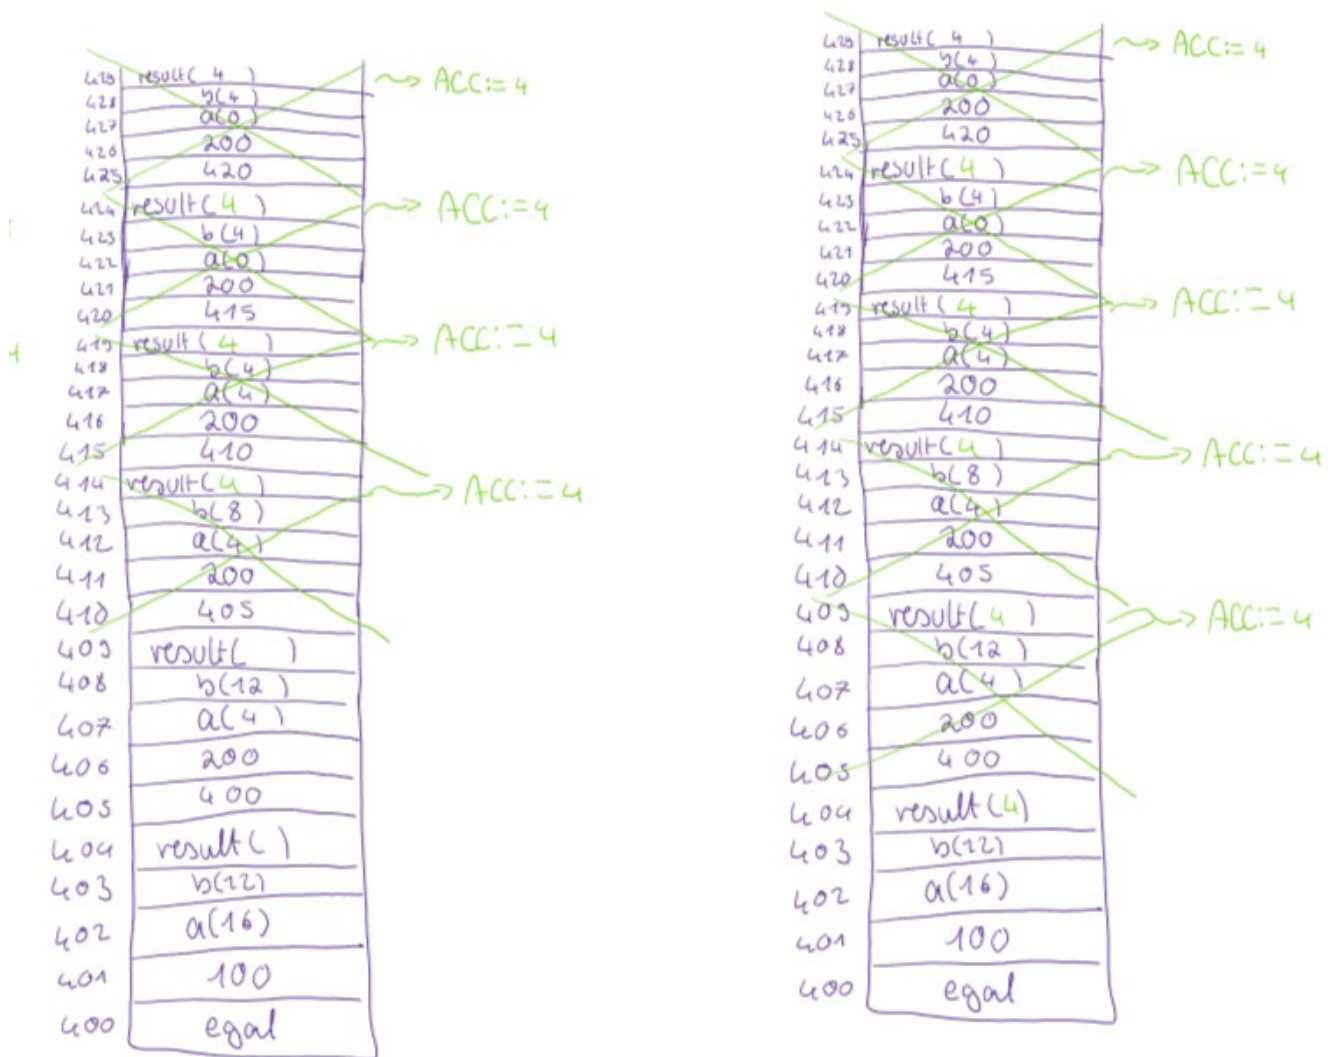 429 result( 4 ) ACC:= 4
428 b(4)
427 a(0)
426 200
425 420
424 result( 4 ) ACC:=4
423 b(4)
422 a(0)
421 200
420 415
419 result( 4 ) ACC:=4
418 b(4)
417 a(4)
416 200
415 410
414 result( 4 ) ACC:=4
413 b(8)
412 a(4)
411 200
410 405
409 result( )
408 b(12)
407 a(4)
406 200
405 400
404 result( )
403 b(12)
402 a(16)
401 100
400 egal
4
429 result( 4 ) ACC:= 4
428 b(4)
427 a(0)
426 200
425 420
424 result( 4 ) ACC:=4
423 b(4)
422 a(0)
421 200
420 415
419 result( 4 ) ACC:=4
418 b(4)
417 a(4)
416 200
415 410
414 result( 4 ) ACC:=4
413 b(8)
412 a(4)
411 200
410 405
409 result( 4 ) ACC:=4
408 b(12)
407 a(4)
406 200
405 400
404 result(4)
403 b(12)
402 a(16)
401 100
400 egal